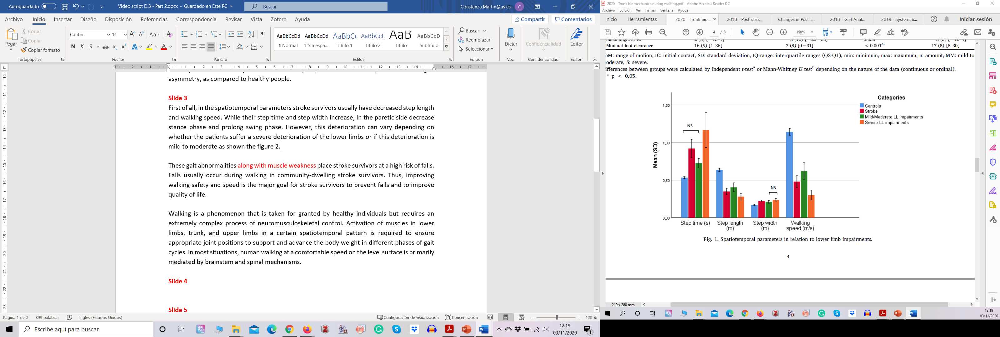 Autoguardado
Video script D.3 - Part 2.docx - Guardado en Este PC
Buscar
Constanza.Martin@uv.es
C
Archivo Inicio Insertar Diseño Disposición Referencias Correspondencia Revisar Vista Zotero Ayuda
Compartir
Comentarios
Pegar
Cortar
Copiar
Copiar formato
Portapapeles
Calibri 11
N K S
Fuente
Párrafo
AaBbCcDd
¶ Normal
AaBbCcDd
¶ Sin espa...
AaBbC
Título 1
AaBbCcE
Título 2
AaB
Título
AaBbCcD
Subtítulo
Estilos
Buscar
Reemplazar
Seleccionar
Edición
Dictar
Voz
Confidencialidad
Confidencialidad
Editor
Editor
asymmetry, as compared to healthy people.
Slide 3
First of all, in the spatiotemporal parameters stroke survivors usually have decreased step length
and walking speed. While their step time and step width increase, in the paretic side decrease
stance phase and prolong swing phase. However, this deterioration can vary depending on
whether the patients suffer a severe deterioration of the lower limbs or if this deterioration is
mild to moderate as shown the figure 2.
These gait abnormalities along with muscle weakness place stroke survivors at a high risk of falls.
Falls usually occur during walking in community-dwelling stroke survivors. Thus, improving
walking safety and speed is the major goal for stroke survivors to prevent falls and to improve
quality of life.
Walking is a phenomenon that is taken for granted by healthy individuals but requires an
extremely complex process of neuromusculoskeletal control. Activation of muscles in lower
limbs, trunk, and upper limbs in a certain spatiotemporal pattern is required to ensure
appropriate joint positions to support and advance the body weight in different phases of gait
cycles. In most situations, human walking at a comfortable speed on the level surface is primarily
mediated by brainstem and spinal mechanisms.
Slide 4
Slide 5
Página 1 de 2 399 palabras Inglés (Estados Unidos)
Configuración de visualización
Concentración
120 %
Escribe aquí para buscar
12:19
03/11/2020
2020 - Trunk biomechanics during walking.pdf - Adobe Acrobat Reader DC
Archivo Edición Ver Firmar Ventana Ayuda
Inicio Herramientas 2020 - Trunk bio... 2018 - Post-stro... Changes in Post-... 2013 - Gait Anal... 2019 - Systemati... Iniciar sesión
4 / 8
150%
Minimal foot clearance 16 (9) [1–36] 7 (8) [0–31] < 0.001a* 17 (5) [8–30]
oM: range of motion, IC: initial contact, SD: standard deviation, IQ-range: interquartile ranges (Q3-Q1), min: minimum, max: maximum, n: amount, MM: mild to
oderate, S: severe.
ifferences between groups were calculated by Independent t-testa or Mann-Whitney U testb depending on the nature of the data (continuous or ordinal).
* p < 0.05.
Categories
Controls
Stroke
Mild/Moderate LL impairments
Severe LL impairments
Mean (SD)
1,50
1,00
0,50
0,00
NS
NS
Step time (s)
Step length (m)
Step width (m)
Walking speed (m/s)
Fig. 1. Spatiotemporal parameters in relation to lower limb impairments.
4
210 x 280 mm
12:19
03/11/2020